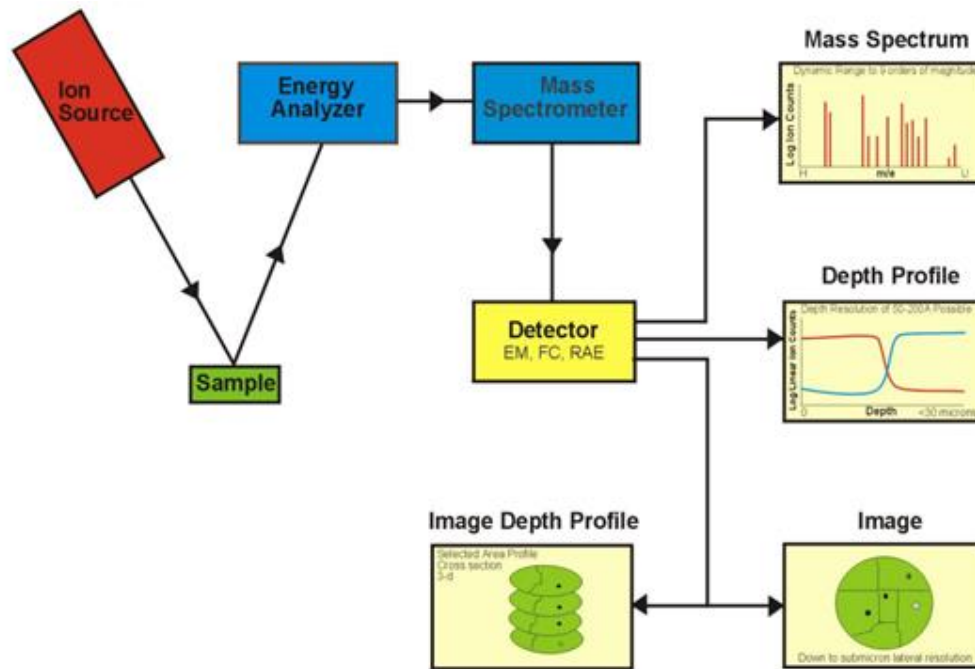 Ion
Source
Energy
Analyzer
Mass
Spectrometer
Sample
Detector
EM, FC, RAE
Mass Spectrum
Dynamic Range to 9 orders of magnitude
Log Ion Counts
H
m/e
U
Depth Profile
Depth Resolution of 50-200A Possible
Log/Linear Ion Counts
0
Depth
<30 microns
Image Depth Profile
Selected Area Profile
Cross section
3-d
Image
Down to submicron lateral resolution